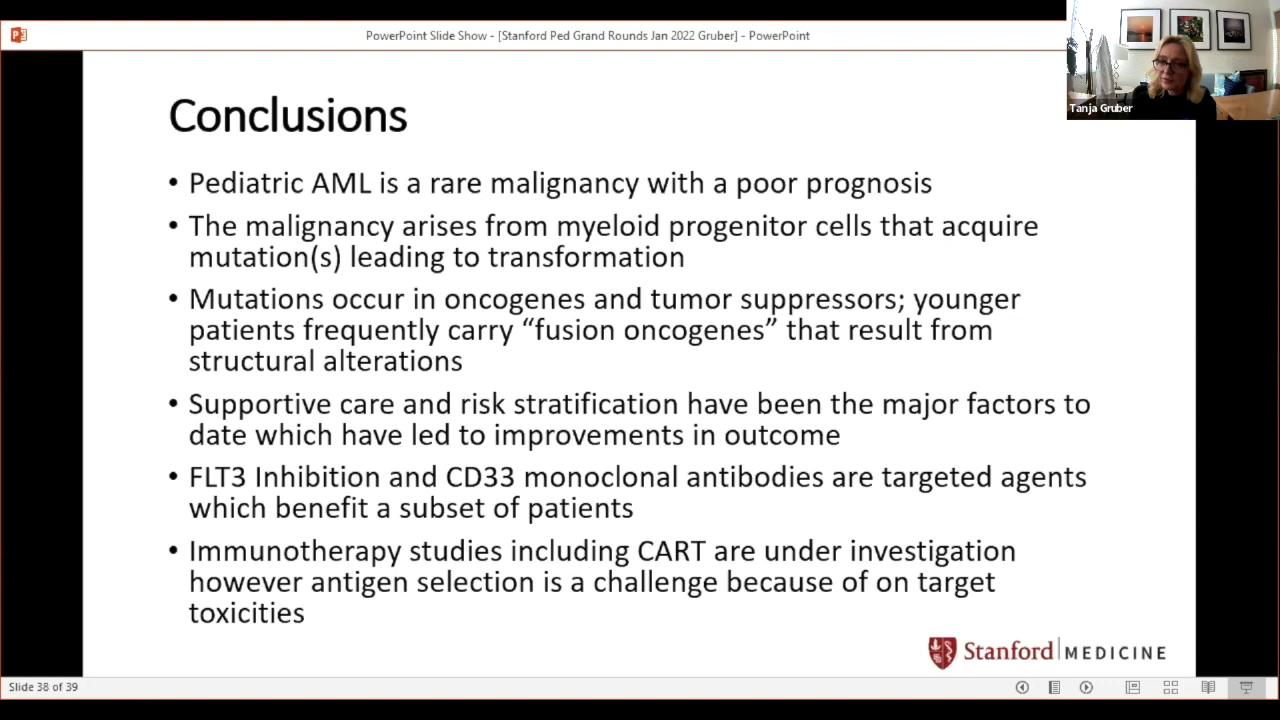 PowerPoint Slide Show - [Stanford Ped Grand Rounds Jan 2022 Gruber] - PowerPoint
Tanja Gruber
Conclusions
• Pediatric AML is a rare malignancy with a poor prognosis
• The malignancy arises from myeloid progenitor cells that acquire
mutation(s) leading to transformation
• Mutations occur in oncogenes and tumor suppressors; younger
patients frequently carry “fusion oncogenes” that result from
structural alterations
• Supportive care and risk stratification have been the major factors to
date which have led to improvements in outcome
• FLT3 Inhibition and CD33 monoclonal antibodies are targeted agents
which benefit a subset of patients
• Immunotherapy studies including CART are under investigation
however antigen selection is a challenge because of on target
toxicities
Stanford MEDICINE
Slide 38 of 39